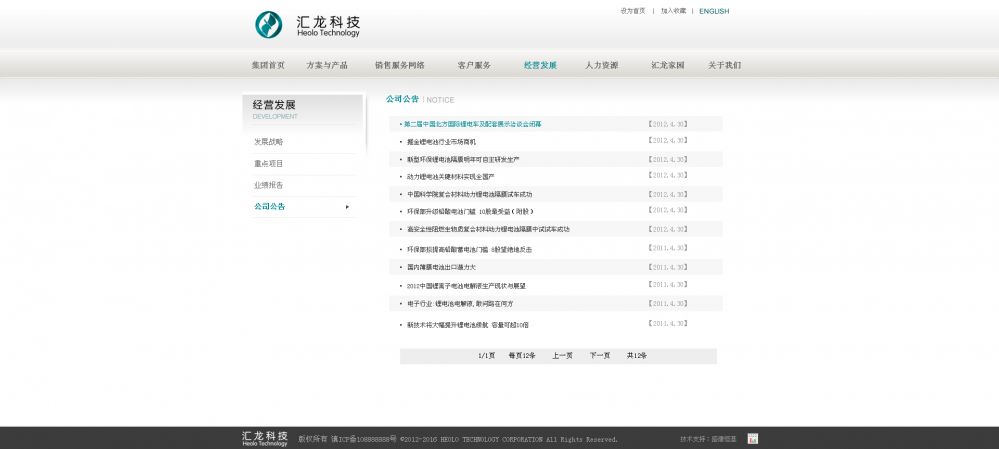 设为首页 | 加入收藏 | ENGLISH
汇龙科技
Heolo Technology
集团首页 方案与产品 销售服务网络 客户服务 经营发展 人力资源 汇龙家园 关于我们
经营发展
DEVELOPMENT
发展战略
重点项目
业绩报告
公司公告
公司公告 | NOTICE
• 第二届中国北方国际锂电车及配套展示洽谈会闭幕 【2012.4.30】
• 掘金锂电池行业市场商机 【2012.4.30】
• 新型环保锂电池隔膜明年可自主研发生产 【2012.4.30】
• 动力锂电池关键材料实现全国产 【2012.4.30】
• 中国科学院复合材料动力锂电池隔膜试车成功 【2012.4.30】
• 环保部升级铅酸电池门槛 10股最受益(附股) 【2012.4.30】
• 高安全性阻燃生物质复合材料动力锂电池隔膜中试试车成功 【2012.4.30】
• 环保部拟提高铅酸蓄电池门槛 8股望绝地反击 【2011.4.30】
• 国内薄膜电池出口潜力大 【2011.4.30】
• 2012中国锂离子电池电解液生产现状与展望 【2011.4.30】
• 电子行业:锂电池电解液,敢问路在何方 【2011.4.30】
• 新技术将大幅提升锂电池续航 容量可超10倍 【2011.4.30】
1/1页 每页12条 上一页 下一页 共12条
汇龙科技
Heolo Technology
版权所有 滇ICP备108888888号 ©2012-2016 HEOLO TECHNOLOGY CORPORATION All Rights Reserved.
技术支持:盛康恒基